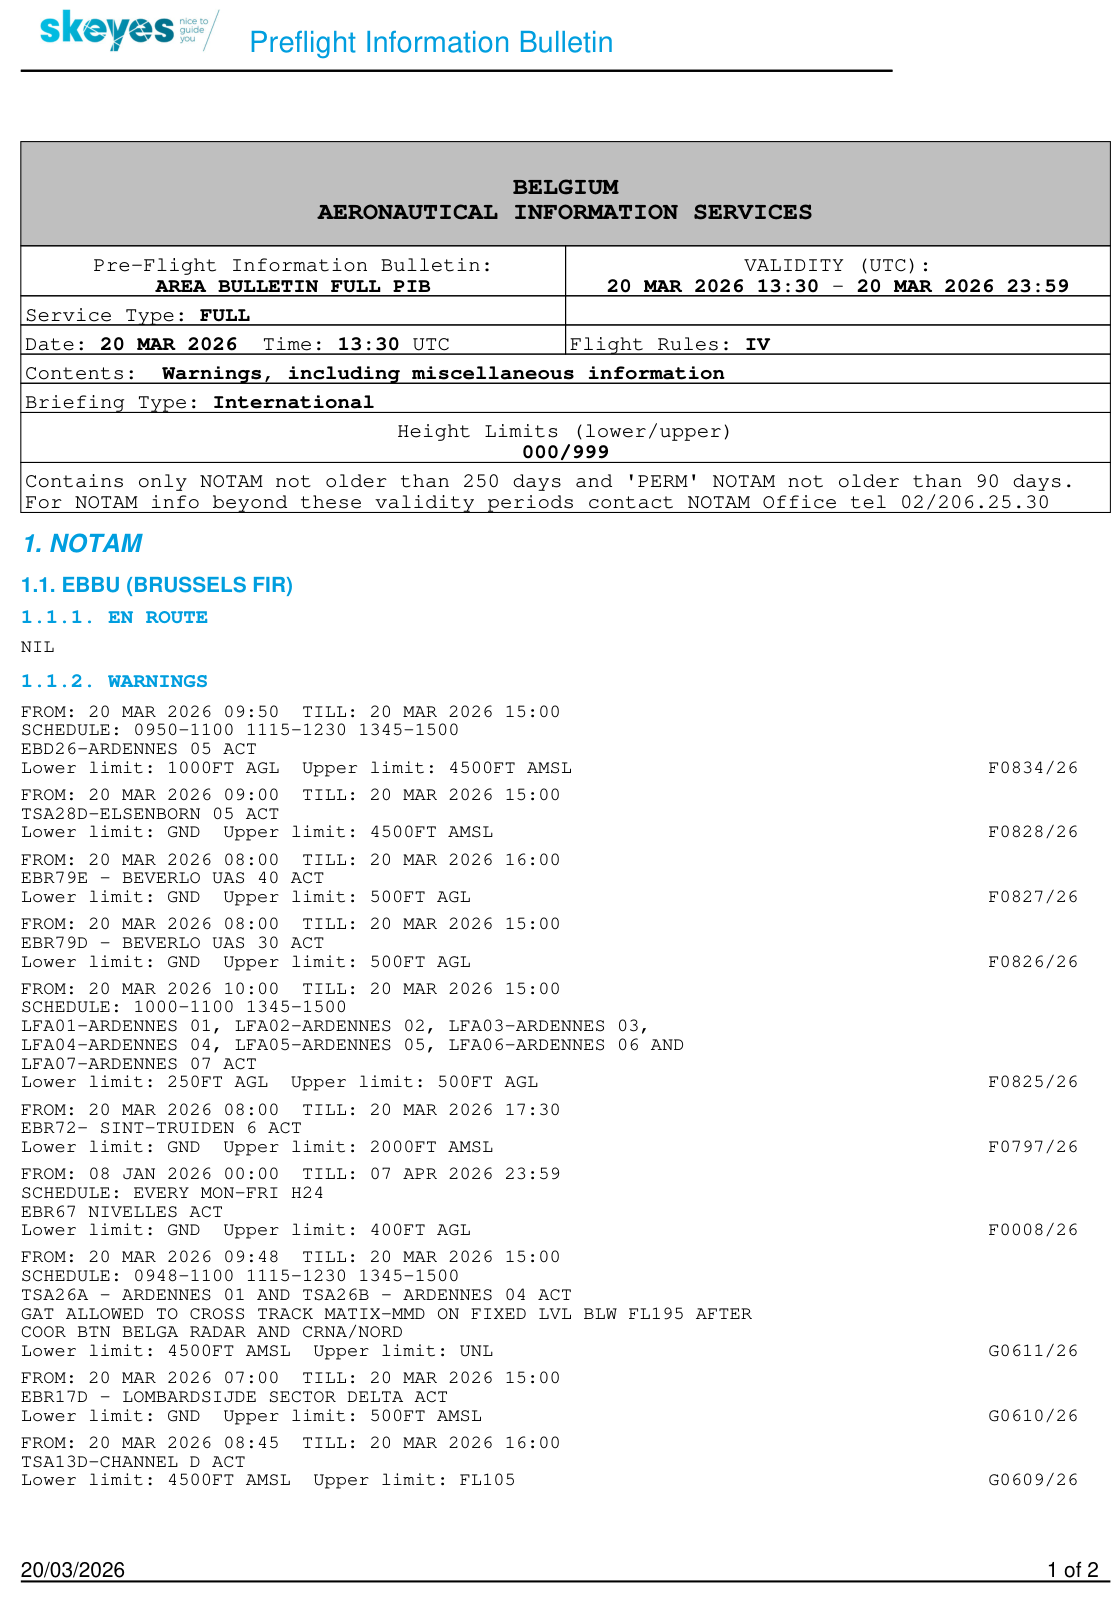 skeyes nice to guide you
Preflight Information Bulletin
BELGIUM
AERONAUTICAL INFORMATION SERVICES
Pre-Flight Information Bulletin:
AREA BULLETIN FULL PIB
VALIDITY (UTC):
20 MAR 2026 13:30 - 20 MAR 2026 23:59
Service Type: FULL
Date: 20 MAR 2026  Time: 13:30 UTC
Flight Rules: IV
Contents:  Warnings, including miscellaneous information
Briefing Type: International
Height Limits (lower/upper)
000/999
Contains only NOTAM not older than 250 days and 'PERM' NOTAM not older than 90 days.
For NOTAM info beyond these validity periods contact NOTAM Office tel 02/206.25.30
1. NOTAM
1.1. EBBU (BRUSSELS FIR)
1.1.1. EN ROUTE
NIL
1.1.2. WARNINGS
FROM: 20 MAR 2026 09:50  TILL: 20 MAR 2026 15:00
SCHEDULE: 0950-1100 1115-1230 1345-1500
EBD26-ARDENNES 05 ACT
Lower limit: 1000FT AGL  Upper limit: 4500FT AMSL F0834/26
FROM: 20 MAR 2026 09:00  TILL: 20 MAR 2026 15:00
TSA28D-ELSENBORN 05 ACT
Lower limit: GND  Upper limit: 4500FT AMSL F0828/26
FROM: 20 MAR 2026 08:00  TILL: 20 MAR 2026 16:00
EBR79E - BEVERLO UAS 40 ACT
Lower limit: GND  Upper limit: 500FT AGL F0827/26
FROM: 20 MAR 2026 08:00  TILL: 20 MAR 2026 15:00
EBR79D - BEVERLO UAS 30 ACT
Lower limit: GND  Upper limit: 500FT AGL F0826/26
FROM: 20 MAR 2026 10:00  TILL: 20 MAR 2026 15:00
SCHEDULE: 1000-1100 1345-1500
LFA01-ARDENNES 01, LFA02-ARDENNES 02, LFA03-ARDENNES 03,
LFA04-ARDENNES 04, LFA05-ARDENNES 05, LFA06-ARDENNES 06 AND
LFA07-ARDENNES 07 ACT
Lower limit: 250FT AGL  Upper limit: 500FT AGL F0825/26
FROM: 20 MAR 2026 08:00  TILL: 20 MAR 2026 17:30
EBR72- SINT-TRUIDEN 6 ACT
Lower limit: GND  Upper limit: 2000FT AMSL F0797/26
FROM: 08 JAN 2026 00:00  TILL: 07 APR 2026 23:59
SCHEDULE: EVERY MON-FRI H24
EBR67 NIVELLES ACT
Lower limit: GND  Upper limit: 400FT AGL F0008/26
FROM: 20 MAR 2026 09:48  TILL: 20 MAR 2026 15:00
SCHEDULE: 0948-1100 1115-1230 1345-1500
TSA26A - ARDENNES 01 AND TSA26B - ARDENNES 04 ACT
GAT ALLOWED TO CROSS TRACK MATIX-MMD ON FIXED LVL BLW FL195 AFTER
COOR BTN BELGA RADAR AND CRNA/NORD
Lower limit: 4500FT AMSL  Upper limit: UNL G0611/26
FROM: 20 MAR 2026 07:00  TILL: 20 MAR 2026 15:00
EBR17D - LOMBARDSIJDE SECTOR DELTA ACT
Lower limit: GND  Upper limit: 500FT AMSL G0610/26
FROM: 20 MAR 2026 08:45  TILL: 20 MAR 2026 16:00
TSA13D-CHANNEL D ACT
Lower limit: 4500FT AMSL  Upper limit: FL105 G0609/26
20/03/2026 1 of 2